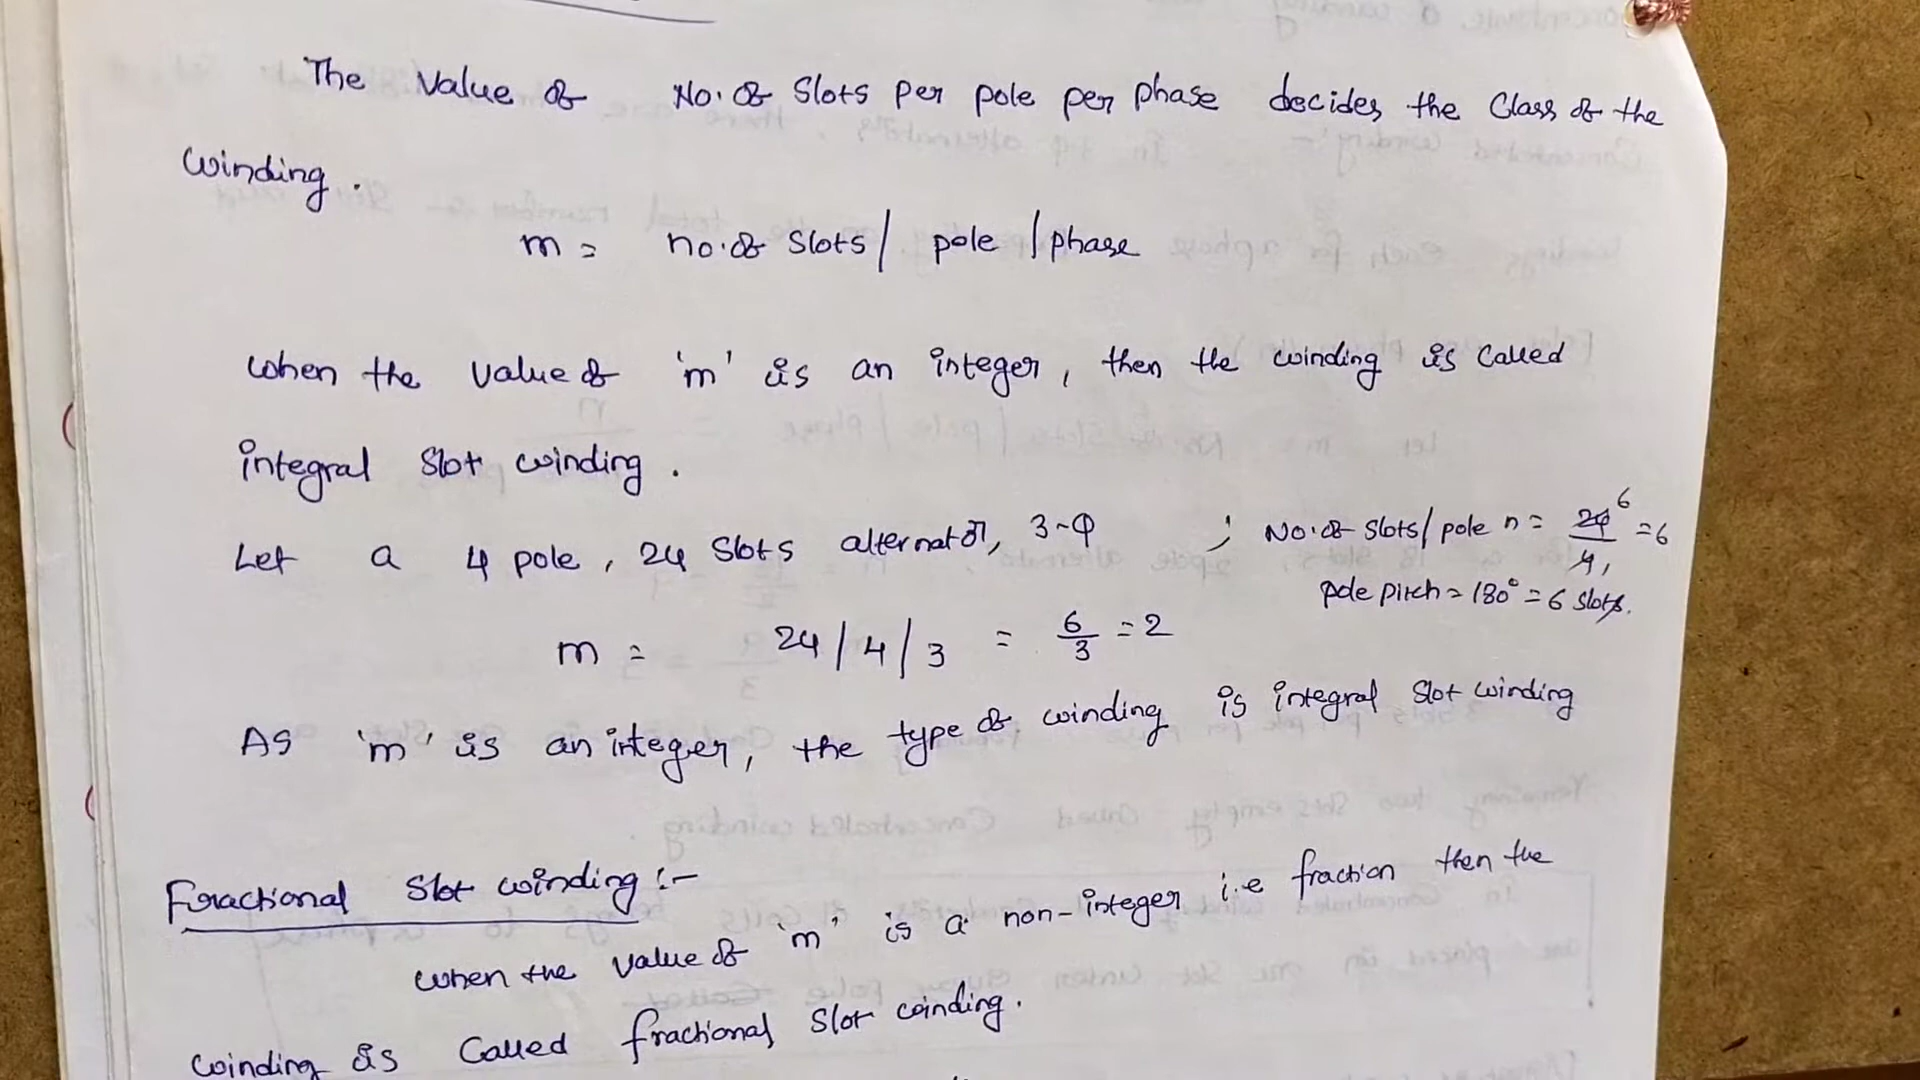 The value of No. of Slots per pole per phase decides the Class of the
winding.
m = no. of slots / pole / phase
when the value of 'm' is an integer, then the winding is called
integral slot winding.
Let a 4 pole, 24 slots alternator, 3-φ ; No. of slots / pole n = 24/4 = 6
pole pitch = 180° = 6 slots.
m = 24 / 4 / 3 = 6/3 = 2
As 'm' is an integer, the type of winding is integral slot winding
Fractional slot winding :-
when the value of 'm' is a non-integer i.e fraction then the
winding is called fractional slot winding.